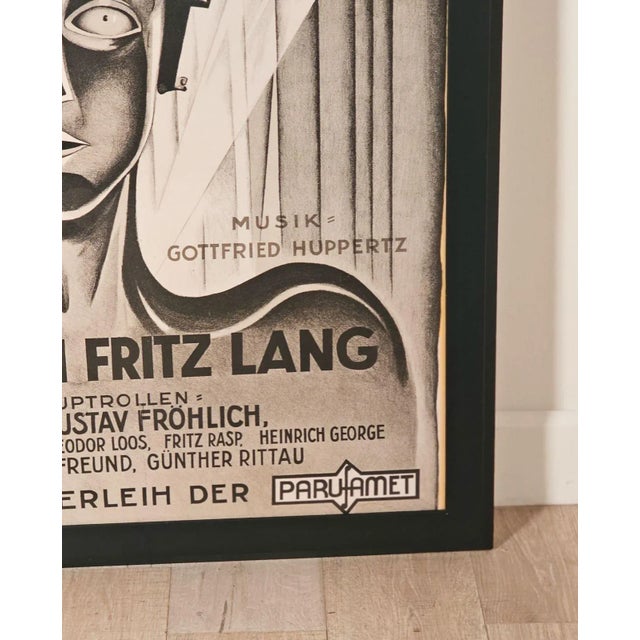 MUSIK=
GOTTFRIED HUPPERTZ
FRITZ LANG
UPTROLLEN=
USTAV FRÖHLICH,
EODOR LOOS, FRITZ RASP, HEINRICH GEORGE
FREUND, GÜNTHER RITTAU
ERLEIH DER PARUFAMET